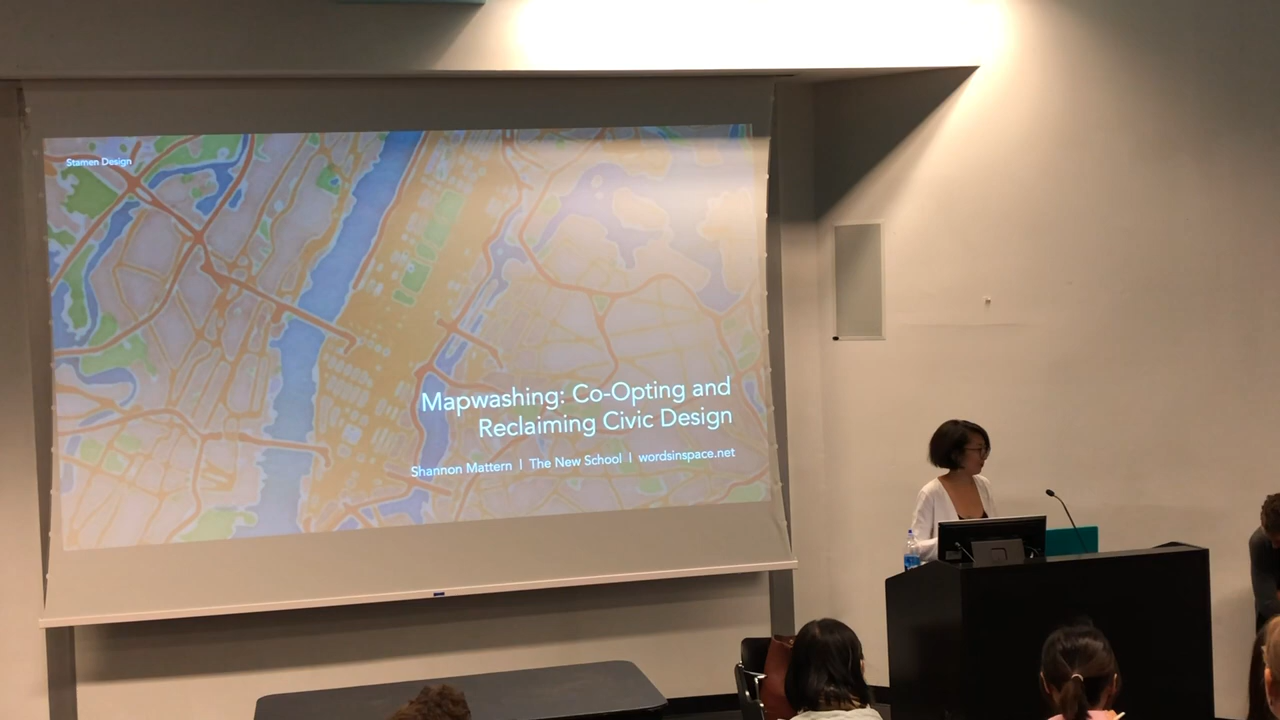 Stamen Design
Mapwashing: Co-Opting and
Reclaiming Civic Design
Shannon Mattern | The New School | wordsinspace.net